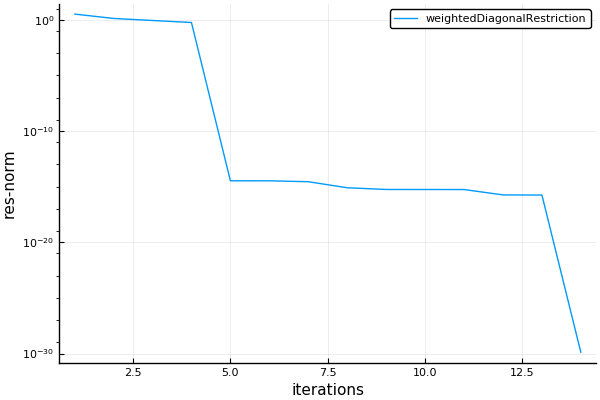 weightedDiagonalRestriction
10⁰
10⁻¹⁰
10⁻²⁰
10⁻³⁰
res-norm
2.5 5.0 7.5 10.0 12.5
iterations